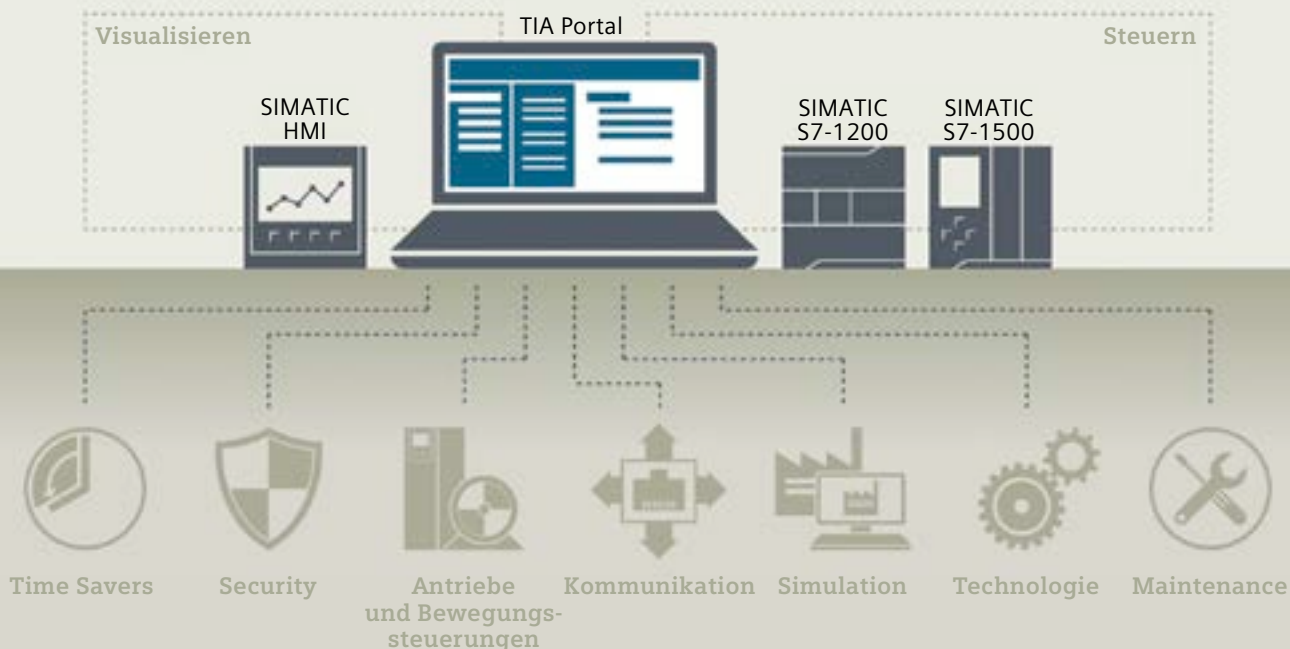 TIA Portal
Visualisieren
Steuern
SIMATIC
HMI
SIMATIC
S7-1200
SIMATIC
S7-1500
Time Savers
Security
Antriebe
und Bewegungs-
steuerungen
Kommunikation
Simulation
Technologie
Maintenance